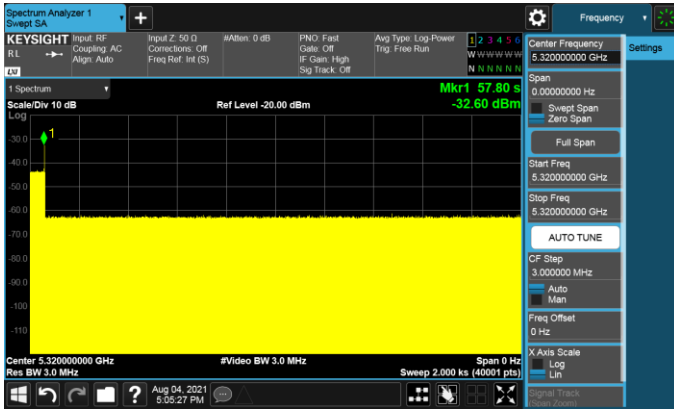 Spectrum Analyzer 1
Swept SA
+
Frequency
KEYSIGHT
RL
LXI
Input: RF
Coupling: AC
Align: Auto
Input Z: 50 Ω
Corrections: Off
Freq Ref: Int (S)
#Atten: 0 dB
PNO: Fast
Gate: Off
IF Gain: High
Sig Track: Off
Avg Type: Log-Power
Trig: Free Run
1 2 3 4 5 6
W W W W W W
N N N N N N
Center Frequency
5.320000000 GHz
Settings
Span
0.00000000 Hz
Swept Span
Zero Span
Full Span
Start Freq
5.320000000 GHz
Stop Freq
5.320000000 GHz
AUTO TUNE
CF Step
3.000000 MHz
Auto
Man
Freq Offset
0 Hz
X Axis Scale
Log
Lin
Signal Track
(Span Zoom)
1 Spectrum
Scale/Div 10 dB
Ref Level -20.00 dBm
Mkr1 57.80 s
-32.60 dBm
Log
1
-30.0
-40.0
-50.0
-60.0
-70.0
-80.0
-90.0
-100
-110
Center 5.320000000 GHz
#Video BW 3.0 MHz
Span 0 Hz
Res BW 3.0 MHz
Sweep 2.000 ks (40001 pts)
?
Aug 04, 2021
5:05:27 PM